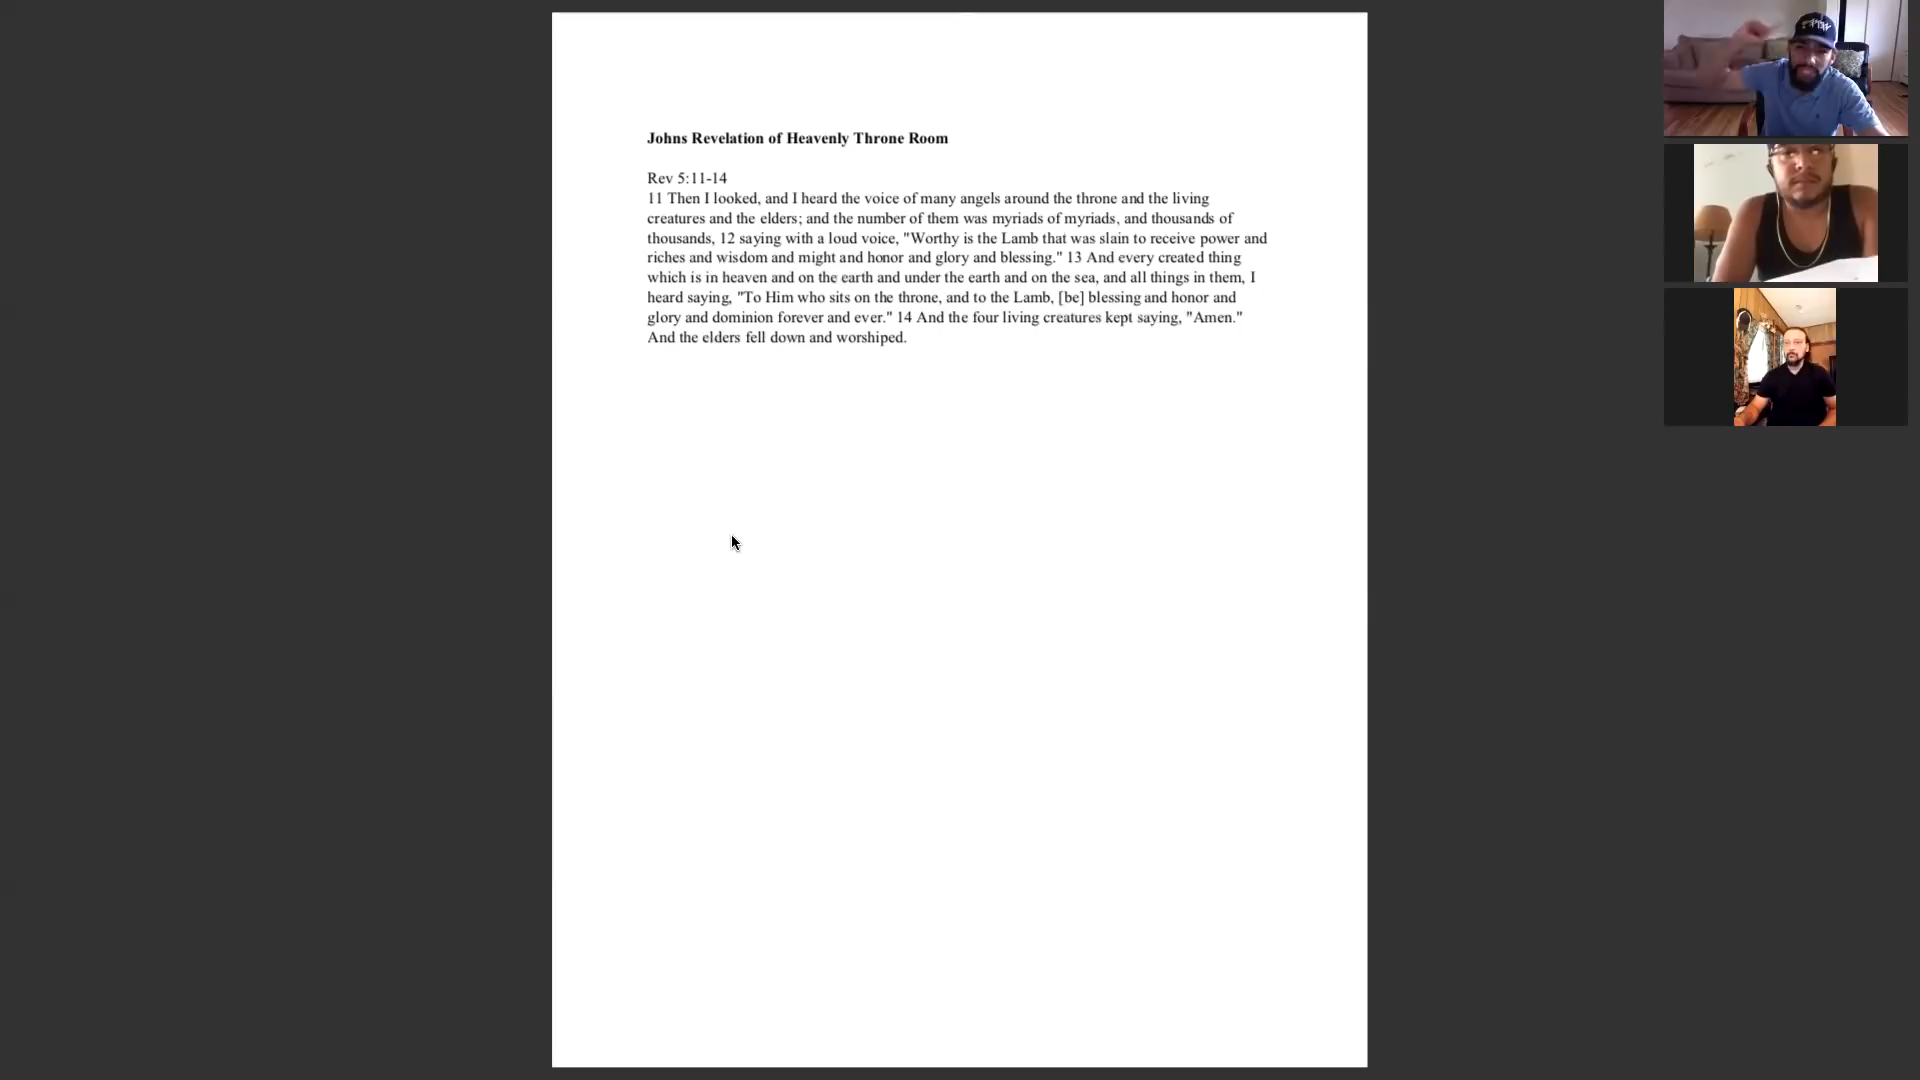 Johns Revelation of Heavenly Throne Room
Rev 5:11-14
11 Then I looked, and I heard the voice of many angels around the throne and the living
creatures and the elders; and the number of them was myriads of myriads, and thousands of
thousands, 12 saying with a loud voice, "Worthy is the Lamb that was slain to receive power and
riches and wisdom and might and honor and glory and blessing." 13 And every created thing
which is in heaven and on the earth and under the earth and on the sea, and all things in them, I
heard saying, "To Him who sits on the throne, and to the Lamb, [be] blessing and honor and
glory and dominion forever and ever." 14 And the four living creatures kept saying, "Amen."
And the elders fell down and worshiped.